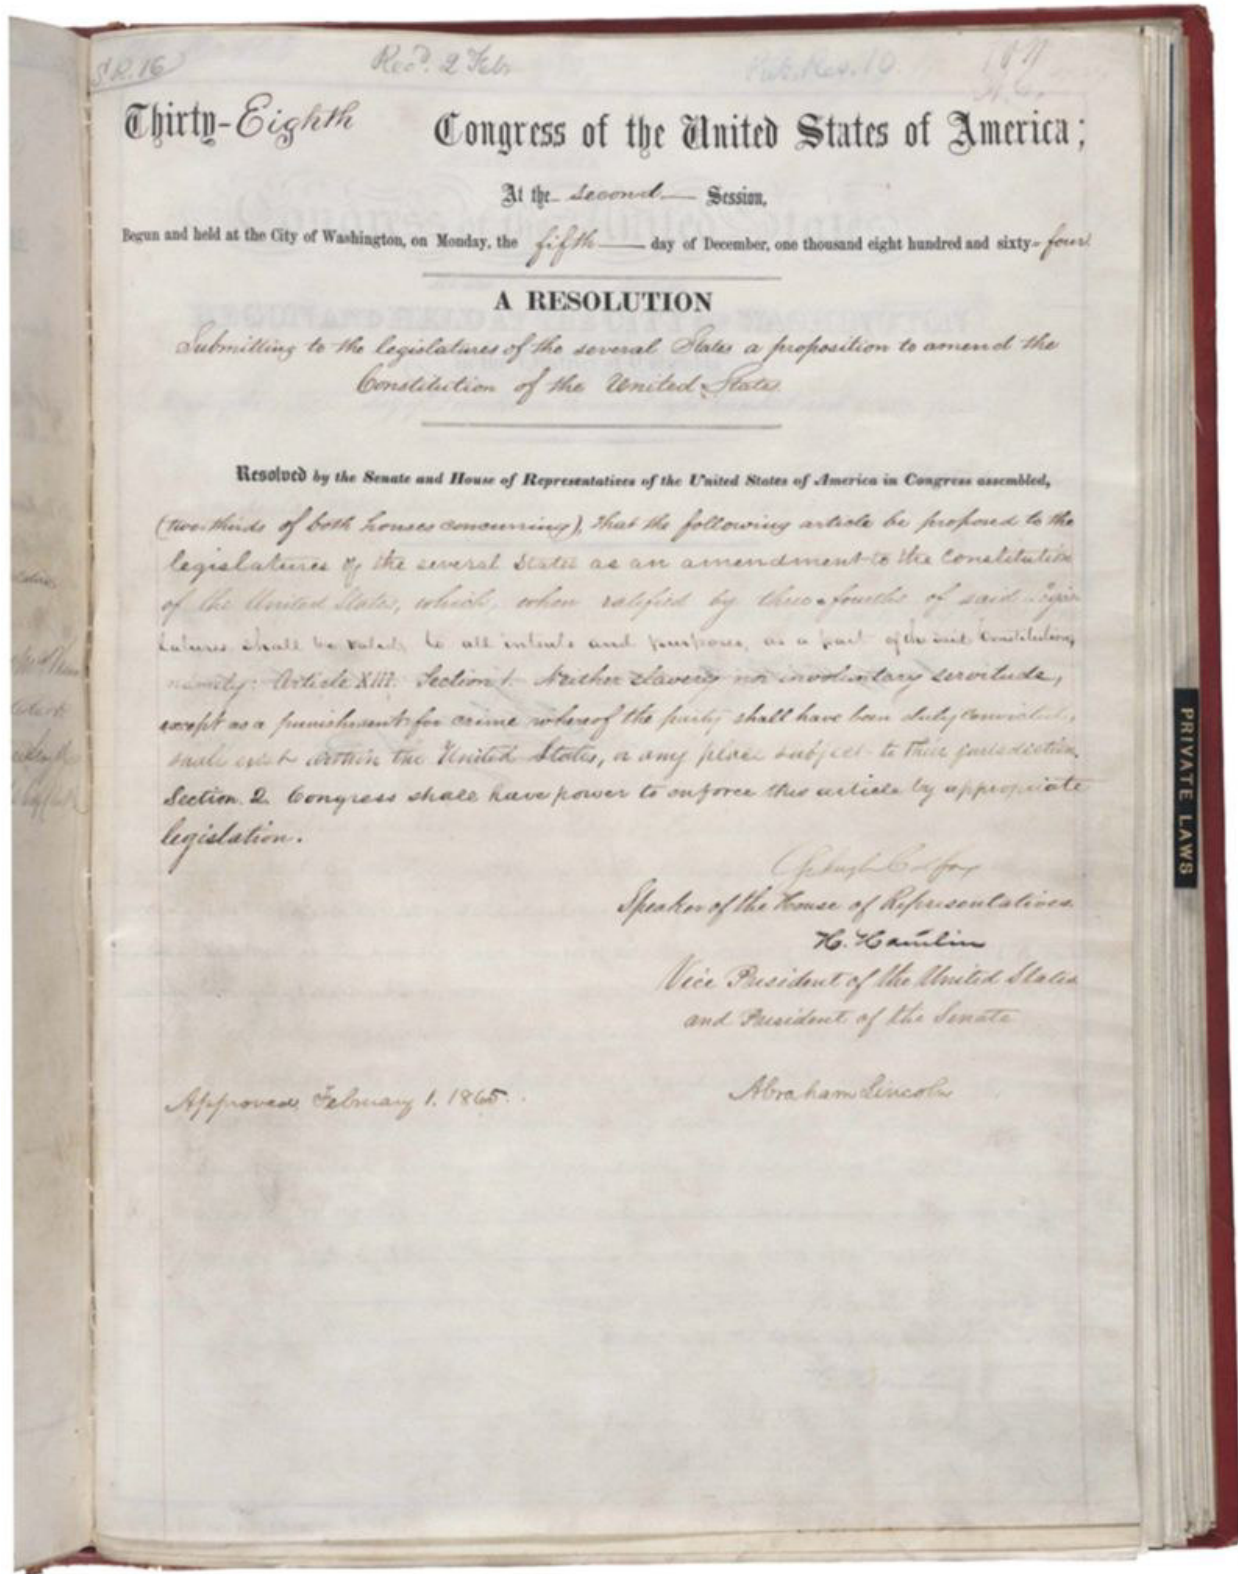 S.R. 16
Rec'd. 2 Feb
Pub. Res. 10.
Thirty-Eighth Congress of the United States of America;
At the second Session,
Begun and held at the City of Washington, on Monday, the fifth day of December, one thousand eight hundred and sixty-four.
A RESOLUTION
Submitting to the legislatures of the several States a proposition to amend the
Constitution of the United States.
Resolved by the Senate and House of Representatives of the United States of America in Congress assembled,
(two-thirds of both houses concurring), That the following article be proposed to the
legislatures of the several States as an amendment to the Constitution
of the United States, which, when ratified by three-fourths of said Legis
latures shall be valid, to all intents and purposes, as a part of the said Constitution,
namely: Article XIII. Section 1. Neither slavery nor involuntary servitude,
except as a punishment for crime whereof the party shall have been duly convicted,
shall exist within the United States, or any place subject to their jurisdiction.
Section 2. Congress shall have power to enforce this article by appropriate
legislation.
Schuyler Colfax
Speaker of the House of Representatives.
H. Hamlin
Vice President of the United States
and President of the Senate
Approved, February 1. 1865.
Abraham Lincoln
PRIVATE LAWS